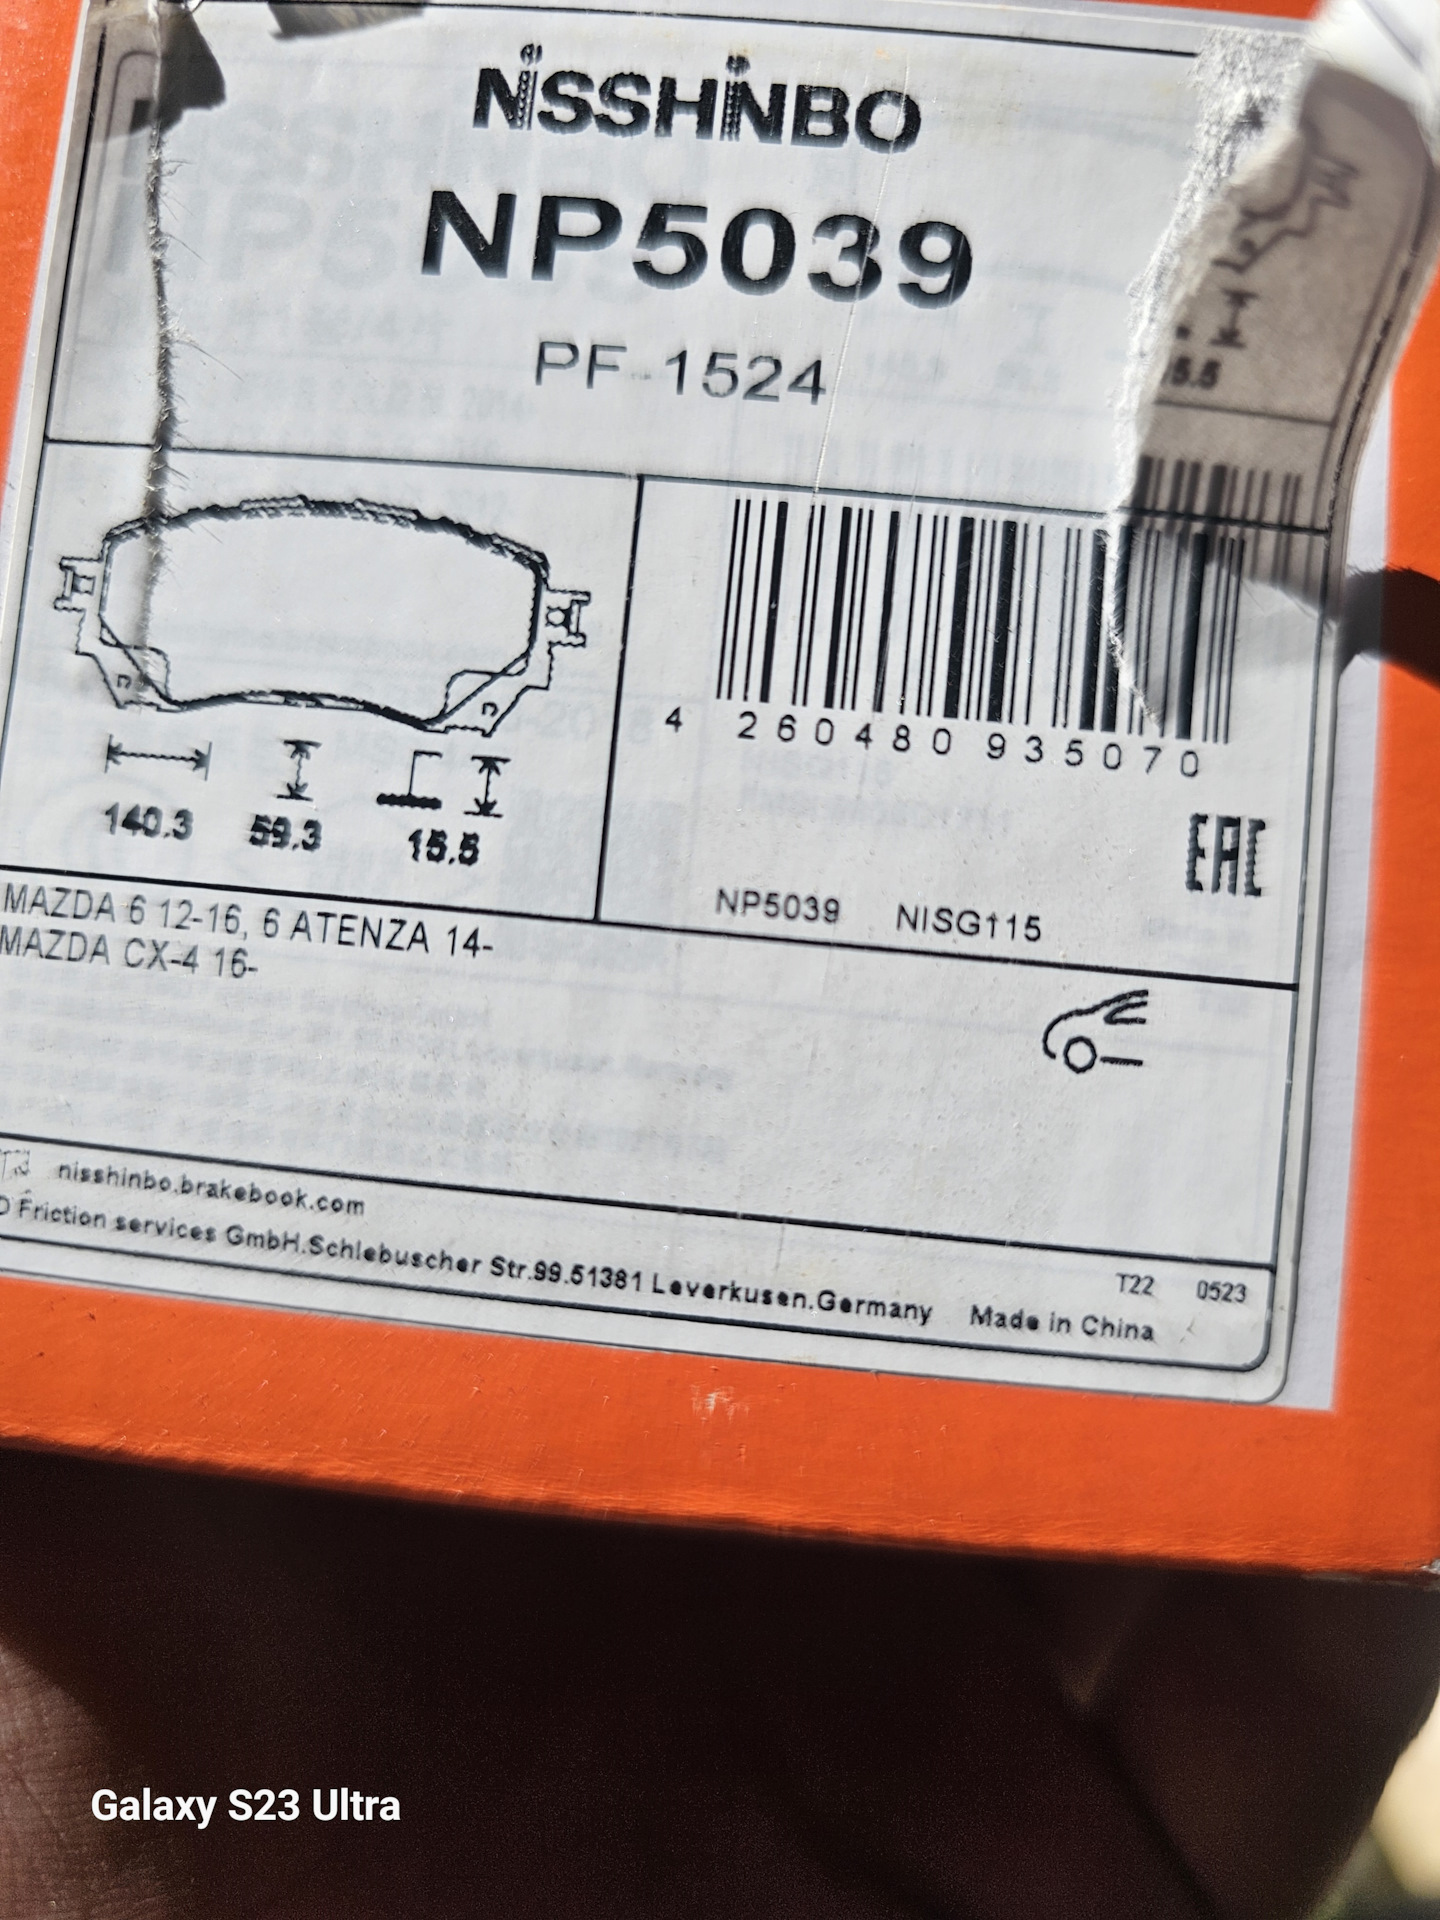 NiSSHiNBO
NP5039
PF-1524
5.5
4 260480 935070
140.3 59.3 15.5
EAC
NP5039 NISG115
MAZDA 6 12-16, 6 ATENZA 14-
MAZDA CX-4 16-
nisshinbo.brakebook.com
Friction services GmbH.Schlebuscher Str.99.51381 Leverkusen.Germany
T22 0523
Made in China
Galaxy S23 Ultra